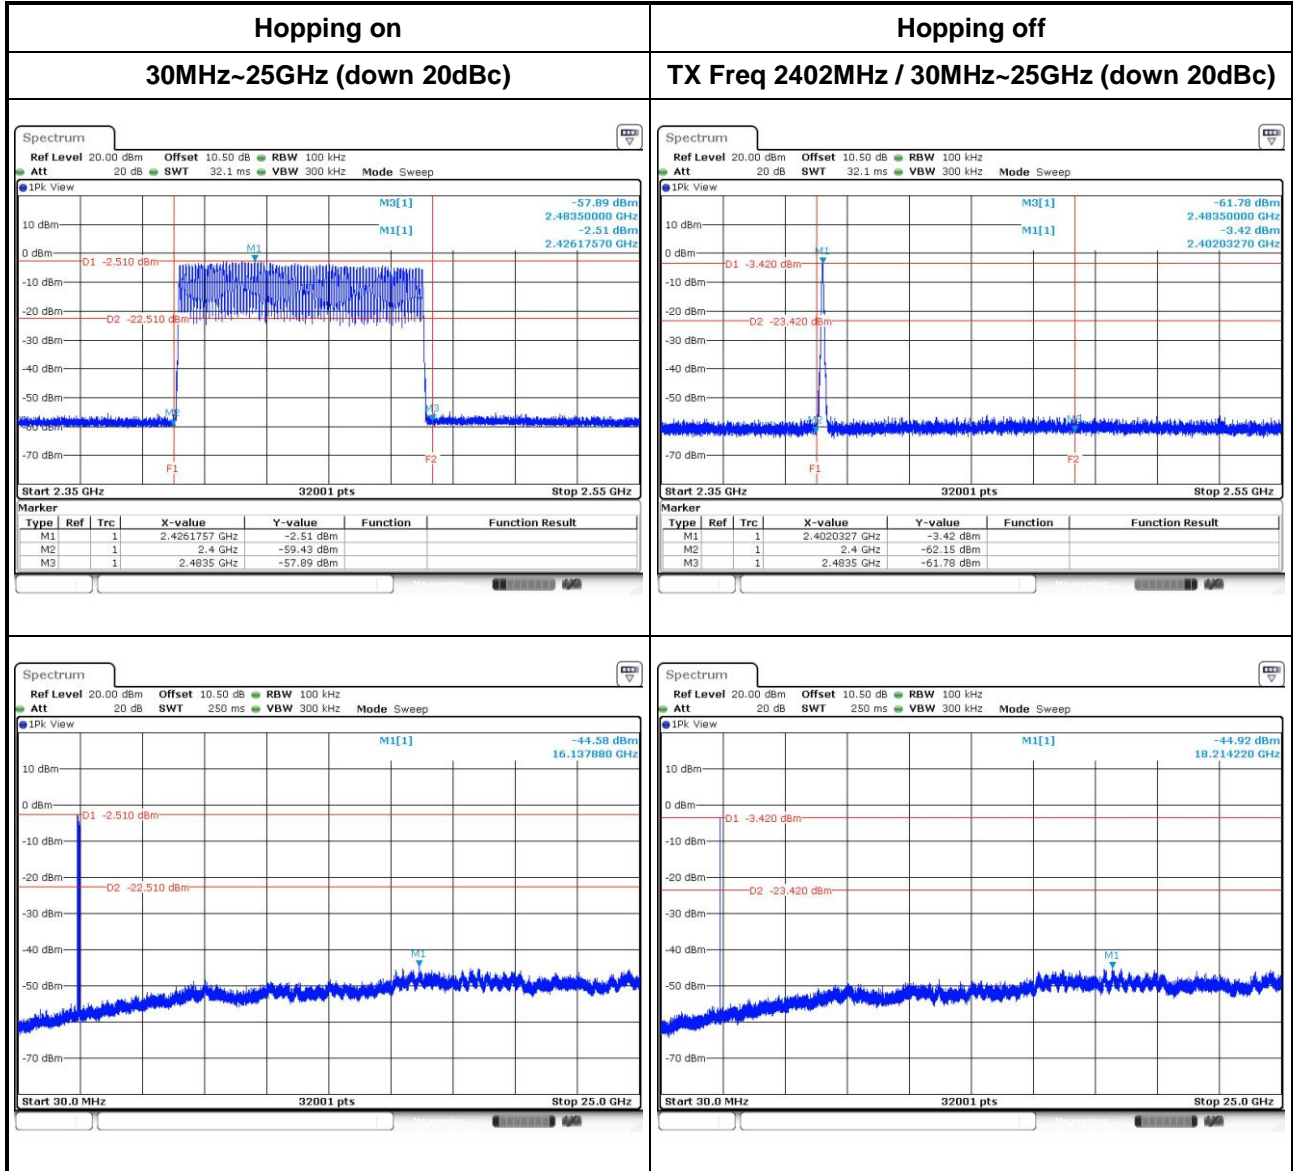 Hopping on
Hopping off
30MHz~25GHz (down 20dBc)
TX Freq 2402MHz / 30MHz~25GHz (down 20dBc)
Spectrum
Ref Level 20.00 dBm Offset 10.50 dB RBW 100 kHz
Att 20 dB SWT 32.1 ms VBW 300 kHz Mode Sweep
1Pk View
M3[1] -57.89 dBm
2.48350000 GHz
M1[1] -2.51 dBm
2.42617570 GHz
10 dBm
0 dBm
M1
D1 -2.510 dBm
-10 dBm
-20 dBm
D2 -22.510 dBm
-30 dBm
-40 dBm
-50 dBm
M2
M3
-60 dBm
-70 dBm
F1
F2
Start 2.35 GHz 32001 pts Stop 2.55 GHz
Marker
Type Ref Trc X-value Y-value Function Function Result
M1 1 2.4261757 GHz -2.51 dBm
M2 1 2.4 GHz -59.43 dBm
M3 1 2.4835 GHz -57.89 dBm
Spectrum
Ref Level 20.00 dBm Offset 10.50 dB RBW 100 kHz
Att 20 dB SWT 32.1 ms VBW 300 kHz Mode Sweep
1Pk View
M3[1] -61.78 dBm
2.48350000 GHz
M1[1] -3.42 dBm
2.40203270 GHz
10 dBm
0 dBm
M1
D1 -3.420 dBm
-10 dBm
-20 dBm
D2 -23.420 dBm
-30 dBm
-40 dBm
-50 dBm
-70 dBm
F1
F2
Start 2.35 GHz 32001 pts Stop 2.55 GHz
Marker
Type Ref Trc X-value Y-value Function Function Result
M1 1 2.4020327 GHz -3.42 dBm
M2 1 2.4 GHz -62.15 dBm
M3 1 2.4835 GHz -61.78 dBm
Spectrum
Ref Level 20.00 dBm Offset 10.50 dB RBW 100 kHz
Att 20 dB SWT 250 ms VBW 300 kHz Mode Sweep
1Pk View
M1[1] -44.58 dBm
16.137880 GHz
10 dBm
0 dBm
D1 -2.510 dBm
-10 dBm
-20 dBm
D2 -22.510 dBm
-30 dBm
-40 dBm
M1
-50 dBm
-70 dBm
Start 30.0 MHz 32001 pts Stop 25.0 GHz
Spectrum
Ref Level 20.00 dBm Offset 10.50 dB RBW 100 kHz
Att 20 dB SWT 250 ms VBW 300 kHz Mode Sweep
1Pk View
M1[1] -44.92 dBm
18.214220 GHz
10 dBm
0 dBm
D1 -3.420 dBm
-10 dBm
-20 dBm
D2 -23.420 dBm
-30 dBm
-40 dBm
M1
-50 dBm
-70 dBm
Start 30.0 MHz 32001 pts Stop 25.0 GHz